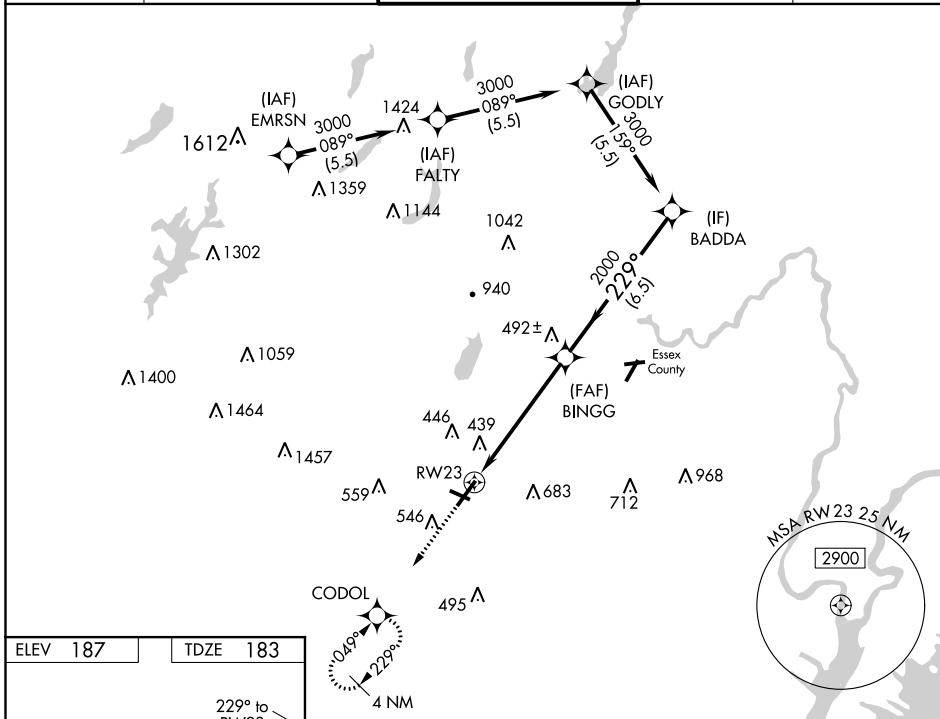 (IAF)
GODLY
3000
089°
(5.5)
(IAF)
EMRSN
3000
089°
(5.5)
1424
1612
(IAF)
FALTY
3000
159°
(5.5)
1359
1144
1042
(IF)
BADDA
1302
940
2000
229°
(6.5)
492±
Essex
County
1059
1400
(FAF)
BINGG
1464
446
439
1457
RW23
559
683
712
968
546
MSA RW 23 25 NM
2900
CODOL
495
049°
229°
4 NM
ELEV 187
TDZE 183
229° to
RW23